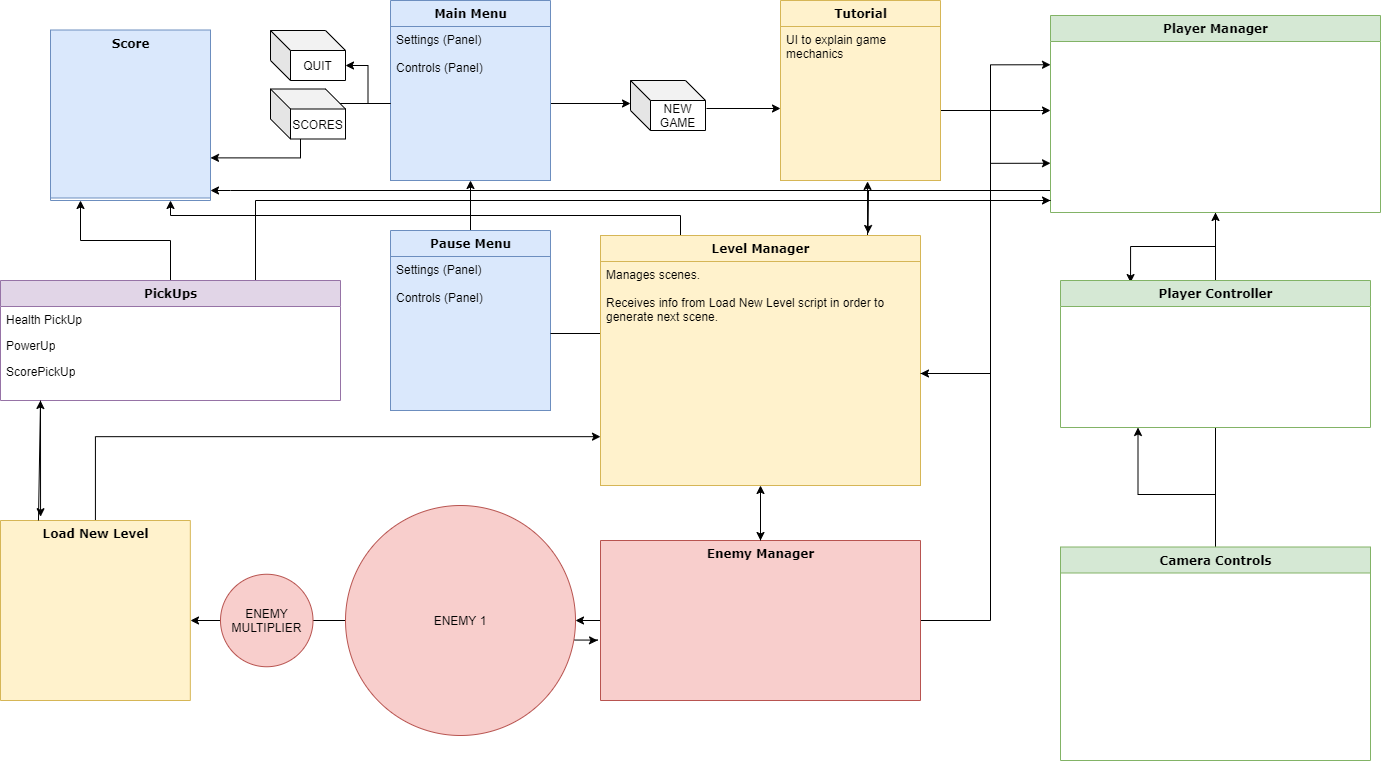 Score
QUIT
SCORES
Main Menu
Settings (Panel)
Controls (Panel)
NEW
GAME
Tutorial
UI to explain game
mechanics
Player Manager
Pause Menu
Settings (Panel)
Controls (Panel)
Level Manager
Manages scenes.
Receives info from Load New Level script in order to
generate next scene.
PickUps
Health PickUp
PowerUp
ScorePickUp
Player Controller
Load New Level
ENEMY
MULTIPLIER
ENEMY 1
Enemy Manager
Camera Controls